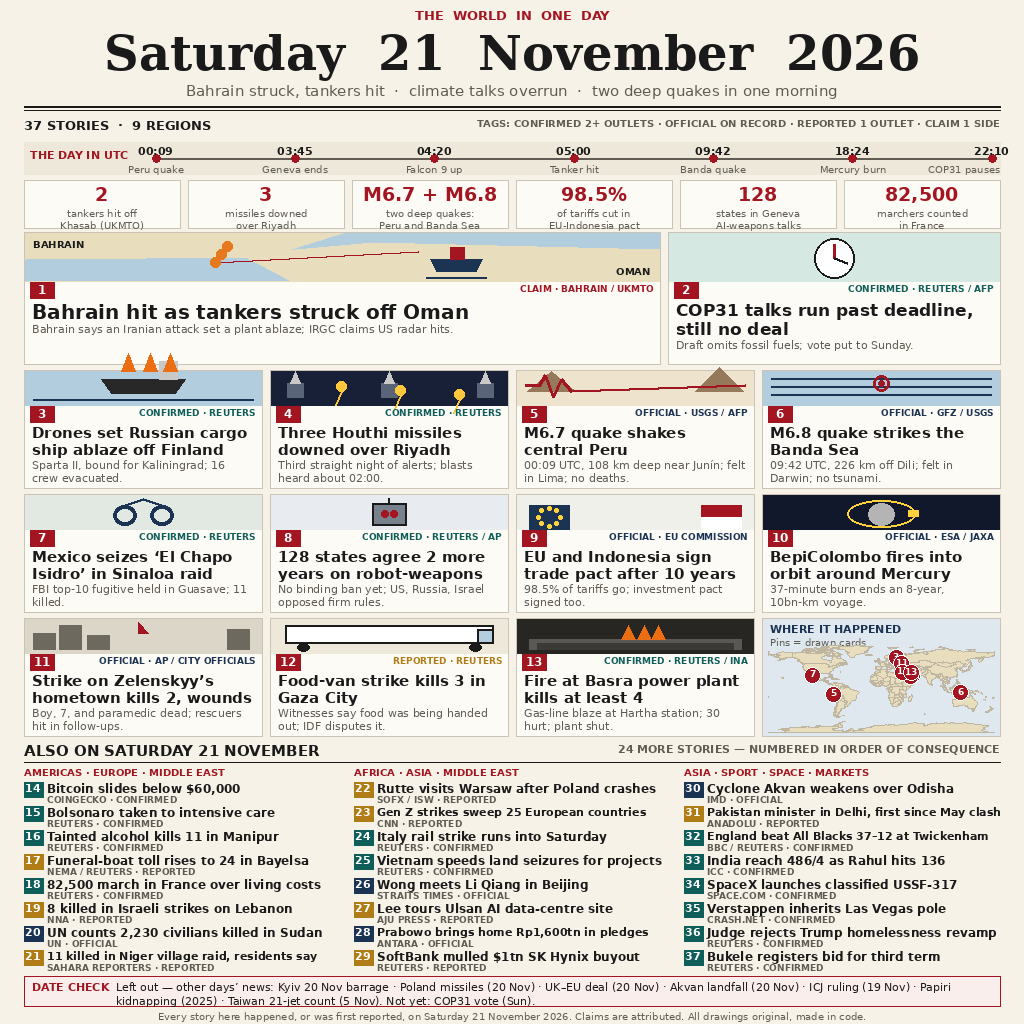 THE WORLD IN ONE DAY
Saturday 21 November 2026
Bahrain struck, tankers hit · climate talks overrun · two deep quakes in one morning
37 STORIES · 9 REGIONS
TAGS: CONFIRMED 2+ OUTLETS · OFFICIAL ON RECORD · REPORTED 1 OUTLET · CLAIM 1 SIDE
THE DAY IN UTC
00:09
03:45
04:20
05:00
09:42
18:24
22:10
Peru quake
Geneva ends
Falcon 9 up
Tanker hit
Banda quake
Mercury burn
COP31 pauses
2
tankers hit off
Khasab (UKMTO)
3
missiles downed
over Riyadh
M6.7 + M6.8
two deep quakes:
Peru and Banda Sea
98.5%
of tariffs cut in
EU-Indonesia pact
128
states in Geneva
AI-weapons talks
82,500
marchers counted
in France
BAHRAIN
OMAN
1
CLAIM · BAHRAIN / UKMTO
Bahrain hit as tankers struck off Oman
Bahrain says an Iranian attack set a plant ablaze; IRGC claims US radar hits.
2
CONFIRMED · REUTERS / AFP
COP31 talks run past deadline,
still no deal
Draft omits fossil fuels; vote put to Sunday.
3
CONFIRMED · REUTERS
Drones set Russian cargo
ship ablaze off Finland
Sparta II, bound for Kaliningrad; 16
crew evacuated.
4
CONFIRMED · REUTERS
Three Houthi missiles
downed over Riyadh
Third straight night of alerts; blasts
heard about 02:00.
5
OFFICIAL · USGS / AFP
M6.7 quake shakes
central Peru
00:09 UTC, 108 km deep near Junín; felt
in Lima; no deaths.
6
OFFICIAL · GFZ / USGS
M6.8 quake strikes the
Banda Sea
09:42 UTC, 226 km off Dili; felt in
Darwin; no tsunami.
7
CONFIRMED · REUTERS
Mexico seizes ‘El Chapo
Isidro’ in Sinaloa raid
FBI top-10 fugitive held in Guasave; 11
killed.
8
CONFIRMED · REUTERS / AP
128 states agree 2 more
years on robot-weapons
No binding ban yet; US, Russia, Israel
opposed firm rules.
9
OFFICIAL · EU COMMISSION
EU and Indonesia sign
trade pact after 10 years
98.5% of tariffs go; investment pact
signed too.
10
OFFICIAL · ESA / JAXA
BepiColombo fires into
orbit around Mercury
37-minute burn ends an 8-year,
10bn-km voyage.
11
OFFICIAL · AP / CITY OFFICIALS
Strike on Zelenskyy’s
hometown kills 2, wounds
Boy, 7, and paramedic dead; rescuers
hit in follow-ups.
12
REPORTED · REUTERS
Food-van strike kills 3 in
Gaza City
Witnesses say food was being handed
out; IDF disputes it.
13
CONFIRMED · REUTERS / INA
Fire at Basra power plant
kills at least 4
Gas-line blaze at Hartha station; 30
hurt; plant shut.
WHERE IT HAPPENED
Pins = drawn cards
7
5
13
6
ALSO ON SATURDAY 21 NOVEMBER
24 MORE STORIES — NUMBERED IN ORDER OF CONSEQUENCE
AMERICAS · EUROPE · MIDDLE EAST
14 Bitcoin slides below $60,000
COINGECKO · CONFIRMED
15 Bolsonaro taken to intensive care
REUTERS · CONFIRMED
16 Tainted alcohol kills 11 in Manipur
REUTERS · CONFIRMED
17 Funeral-boat toll rises to 24 in Bayelsa
NEMA / REUTERS · REPORTED
18 82,500 march in France over living costs
REUTERS · CONFIRMED
19 8 killed in Israeli strikes on Lebanon
NNA · REPORTED
20 UN counts 2,230 civilians killed in Sudan
UN · OFFICIAL
21 11 killed in Niger village raid, residents say
SAHARA REPORTERS · REPORTED
AFRICA · ASIA · MIDDLE EAST
22 Rutte visits Warsaw after Poland crashes
SOFX / ISW · REPORTED
23 Gen Z strikes sweep 25 European countries
CNN · REPORTED
24 Italy rail strike runs into Saturday
REUTERS · CONFIRMED
25 Vietnam speeds land seizures for projects
REUTERS · CONFIRMED
26 Wong meets Li Qiang in Beijing
STRAITS TIMES · OFFICIAL
27 Lee tours Ulsan AI data-centre site
AJU PRESS · REPORTED
28 Prabowo brings home Rp1,600tn in pledges
ANTARA · OFFICIAL
29 SoftBank mulled $1tn SK Hynix buyout
REUTERS · REPORTED
ASIA · SPORT · SPACE · MARKETS
30 Cyclone Akvan weakens over Odisha
IMD · OFFICIAL
31 Pakistan minister in Delhi, first since May clash
ANADOLU · REPORTED
32 England beat All Blacks 37–12 at Twickenham
BBC / REUTERS · CONFIRMED
33 India reach 486/4 as Rahul hits 136
ICC · CONFIRMED
34 SpaceX launches classified USSF-317
SPACE.COM · CONFIRMED
35 Verstappen inherits Las Vegas pole
CRASH.NET · CONFIRMED
36 Judge rejects Trump homelessness revamp
REUTERS · CONFIRMED
37 Bukele registers bid for third term
REUTERS · CONFIRMED
DATE CHECK
Left out — other days’ news: Kyiv 20 Nov barrage · Poland missiles (20 Nov) · UK–EU deal (20 Nov) · Akvan landfall (20 Nov) · ICJ ruling (19 Nov) · Papiri
kidnapping (2025) · Taiwan 21-jet count (5 Nov). Not yet: COP31 vote (Sun).
Every story here happened, or was first reported, on Saturday 21 November 2026. Claims are attributed. All drawings original, made in code.